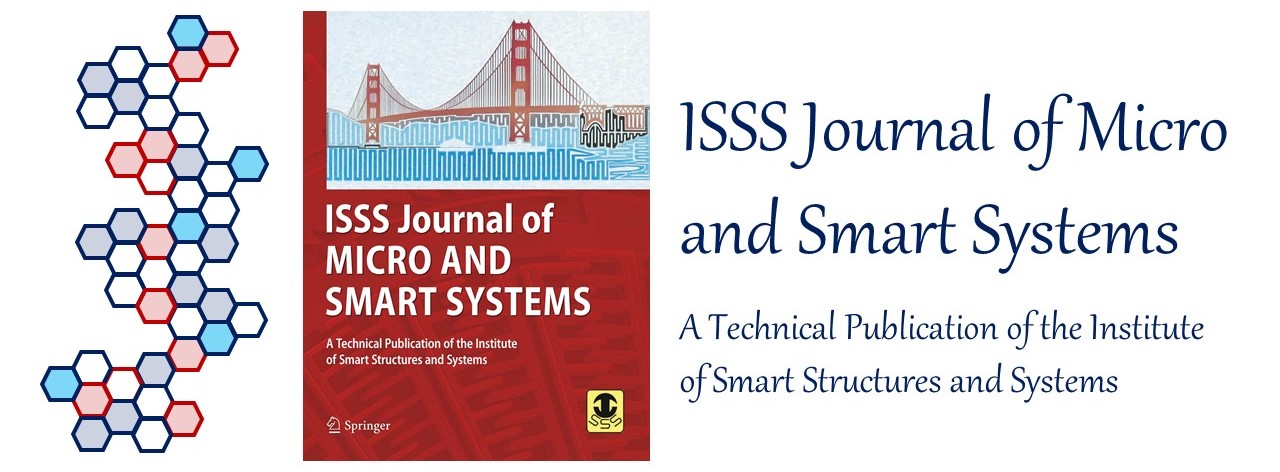 ISSS Journal of
MICRO AND
SMART SYSTEMS
A Technical Publication of the Institute
of Smart Structures and Systems
Springer
ISSS
ISSS Journal of Micro
and Smart Systems
A Technical Publication of the Institute
of Smart Structures and Systems